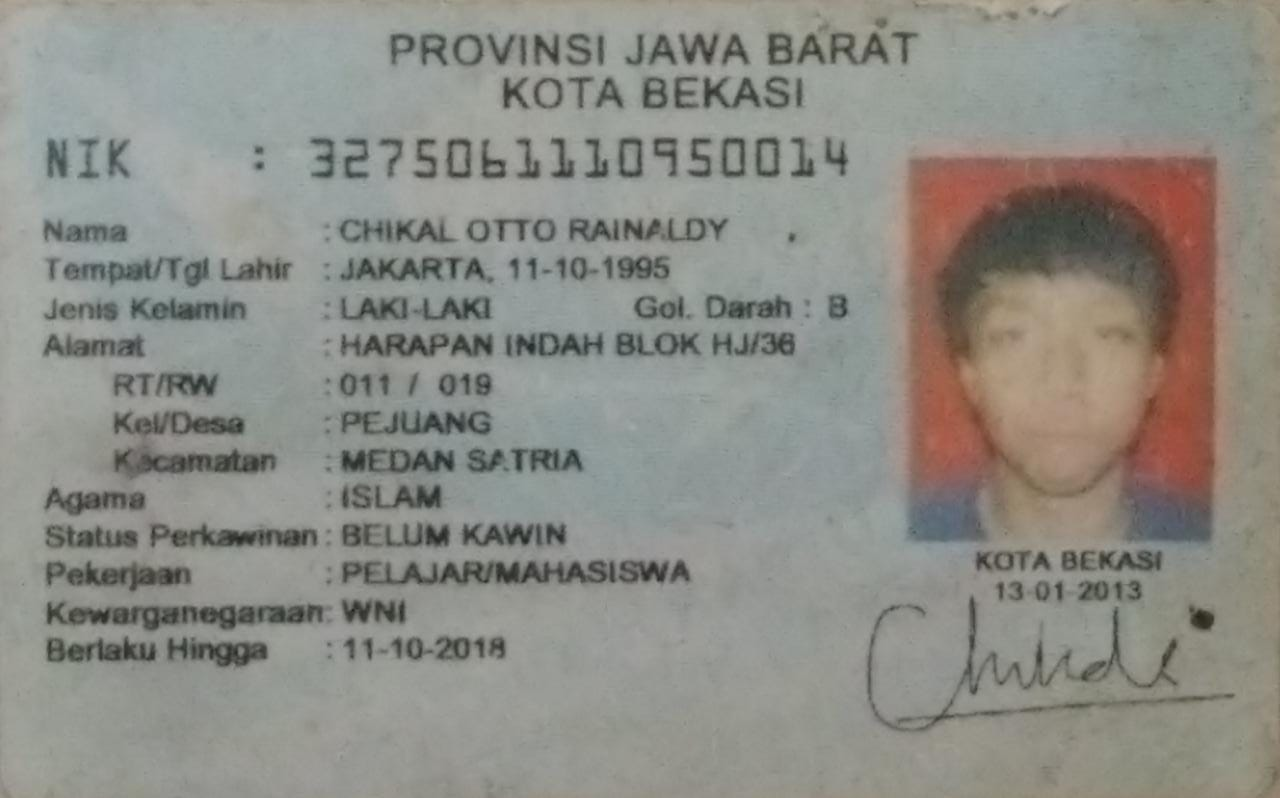 PROVINSI JAWA BARAT
KOTA BEKASI
NIK : 3275061110950014
Nama : CHIKAL OTTO RAINALDY
Tempat/Tgl Lahir : JAKARTA, 11-10-1995
Jenis Kelamin : LAKI-LAKI Gol. Darah : B
Alamat : HARAPAN INDAH BLOK HJ/36
RT/RW : 011 / 019
Kel/Desa : PEJUANG
Kecamatan : MEDAN SATRIA
Agama : ISLAM
Status Perkawinan : BELUM KAWIN
Pekerjaan : PELAJAR/MAHASISWA
Kewarganegaraan : WNI
Berlaku Hingga : 11-10-2018
KOTA BEKASI
13-01-2013